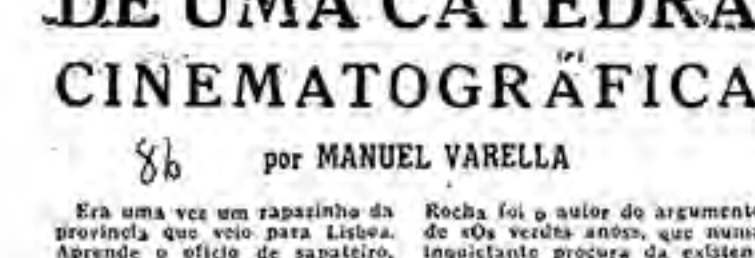 DE UMA CATEDRA
CINEMATOGRÁFICA
8b
por MANUEL VARELLA
Era uma vez um rapazinho da
provincia que veio para Lisboa.
Aprende o oficio de sapateiro,
Rocha foi o autor do argumento
de «Os verdes anos», que numa
inquietante procura da existen